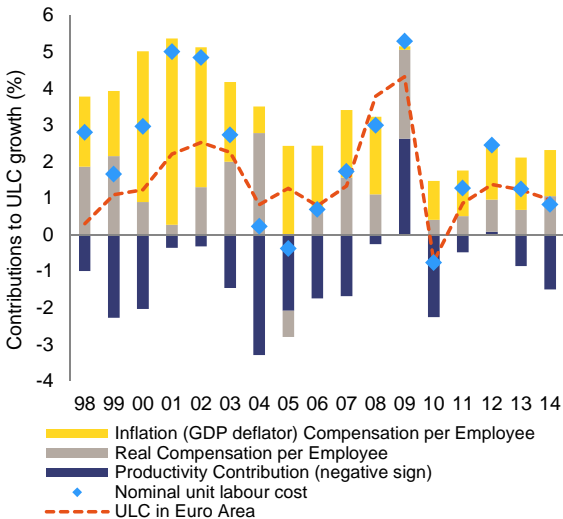 Contributions to ULC growth (%)
6
5
4
3
2
1
0
-1
-2
-3
-4
98 99 00 01 02 03 04 05 06 07 08 09 10 11 12 13 14
Inflation (GDP deflator) Compensation per Employee
Real Compensation per Employee
Productivity Contribution (negative sign)
Nominal unit labour cost
ULC in Euro Area